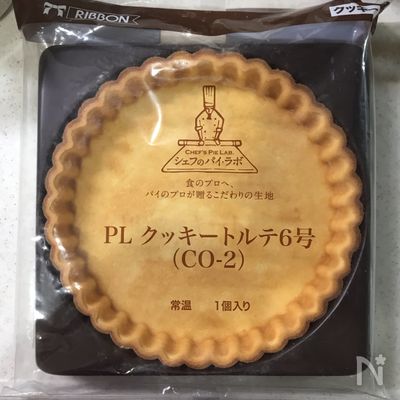 RIBBON
クッキー
CHEF'S PIE LAB.
シェフのパイ・ラボ
食のプロへ、
パイのプロが贈るこだわりの生地
PL クッキートルテ6号
(CO-2)
常温 1個入り
N